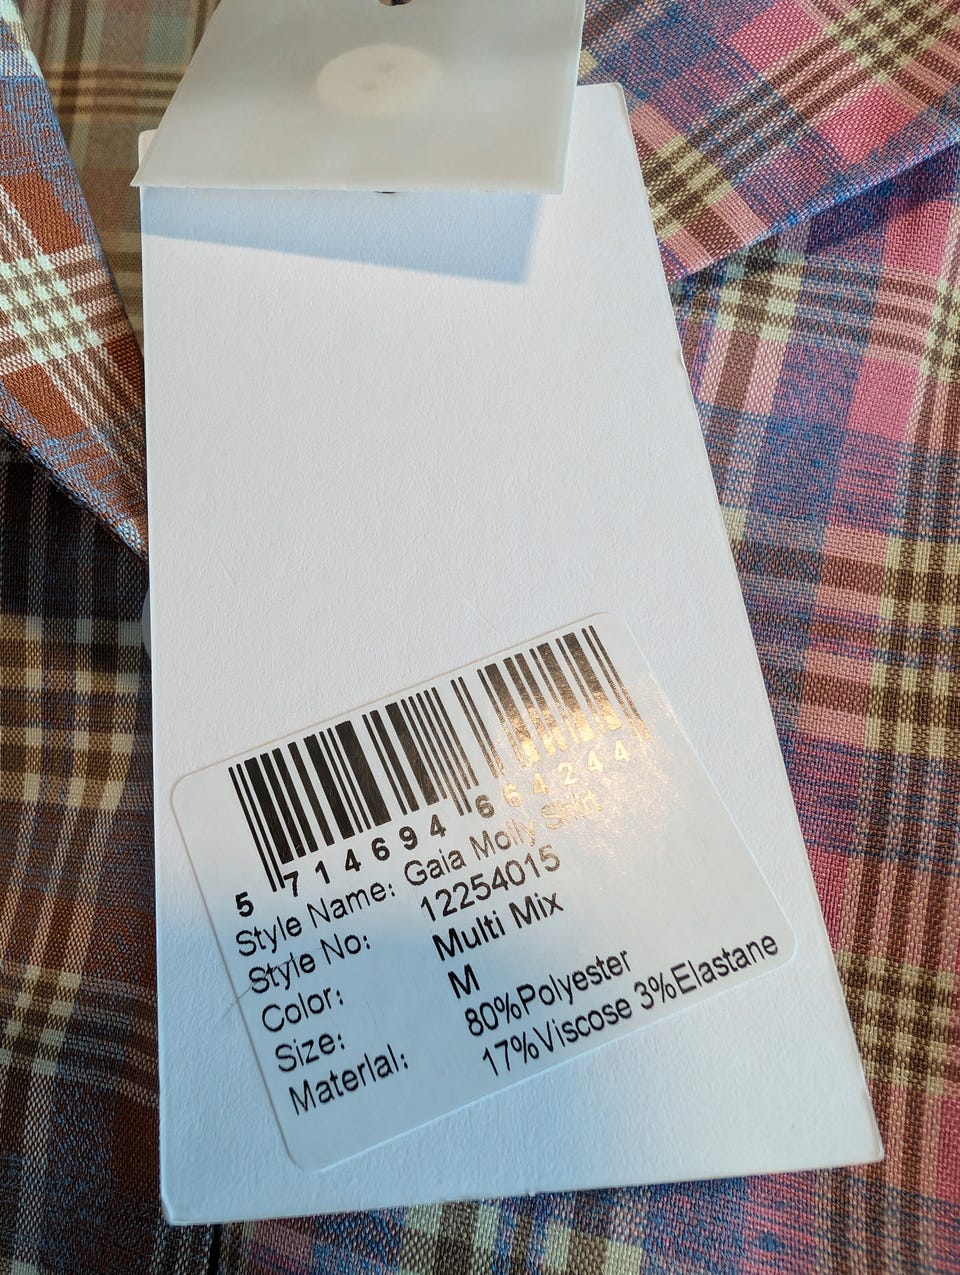 5 714694 664244
Style Name: Gaia Molly
Style No: 12254015
Color: Multi Mix
Size: M
Materlal: 80%Polyester
17%Viscose 3%Elastane